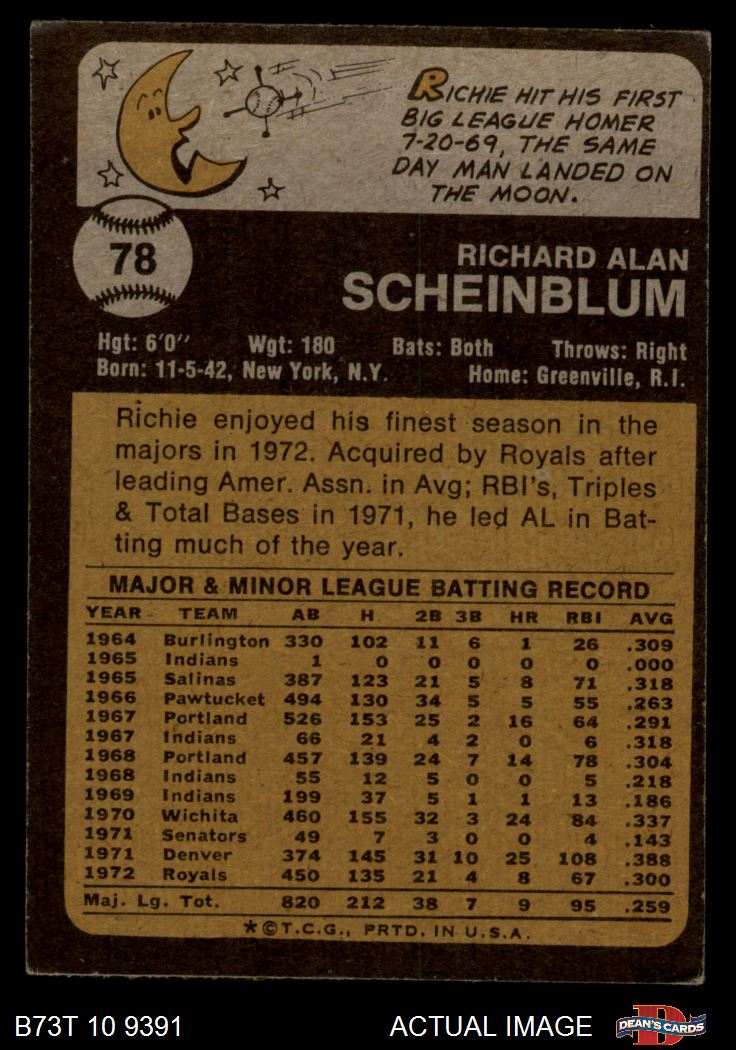 RICHIE HIT HIS FIRST
BIG LEAGUE HOMER
7-20-69, THE SAME
DAY MAN LANDED ON
THE MOON.
78
RICHARD ALAN
SCHEINBLUM
Hgt: 6'0" Wgt: 180 Bats: Both Throws: Right
Born: 11-5-42, New York, N.Y. Home: Greenville, R.I.
Richie enjoyed his finest season in the
majors in 1972. Acquired by Royals after
leading Amer. Assn. in Avg; RBI's, Triples
& Total Bases in 1971, he led AL in Bat-
ting much of the year.
MAJOR & MINOR LEAGUE BATTING RECORD
YEAR TEAM AB H 2B 3B HR RBI AVG
1964 Burlington 330 102 11 6 1 26 .309
1965 Indians 1 0 0 0 0 0 .000
1965 Salinas 387 123 21 5 8 71 .318
1966 Pawtucket 494 130 34 5 5 55 .263
1967 Portland 526 153 25 2 16 64 .291
1967 Indians 66 21 4 2 0 6 .318
1968 Portland 457 139 24 7 14 78 .304
1968 Indians 55 12 5 0 0 5 .218
1969 Indians 199 37 5 1 1 13 .186
1970 Wichita 460 155 32 3 24 84 .337
1971 Senators 49 7 3 0 0 4 .143
1971 Denver 374 145 31 10 25 108 .388
1972 Royals 450 135 21 4 8 67 .300
Maj. Lg. Tot. 820 212 38 7 9 95 .259
*©T.C.G., PRTD. IN U.S.A.
B73T 10 9391 ACTUAL IMAGE D DEAN'S CARDS